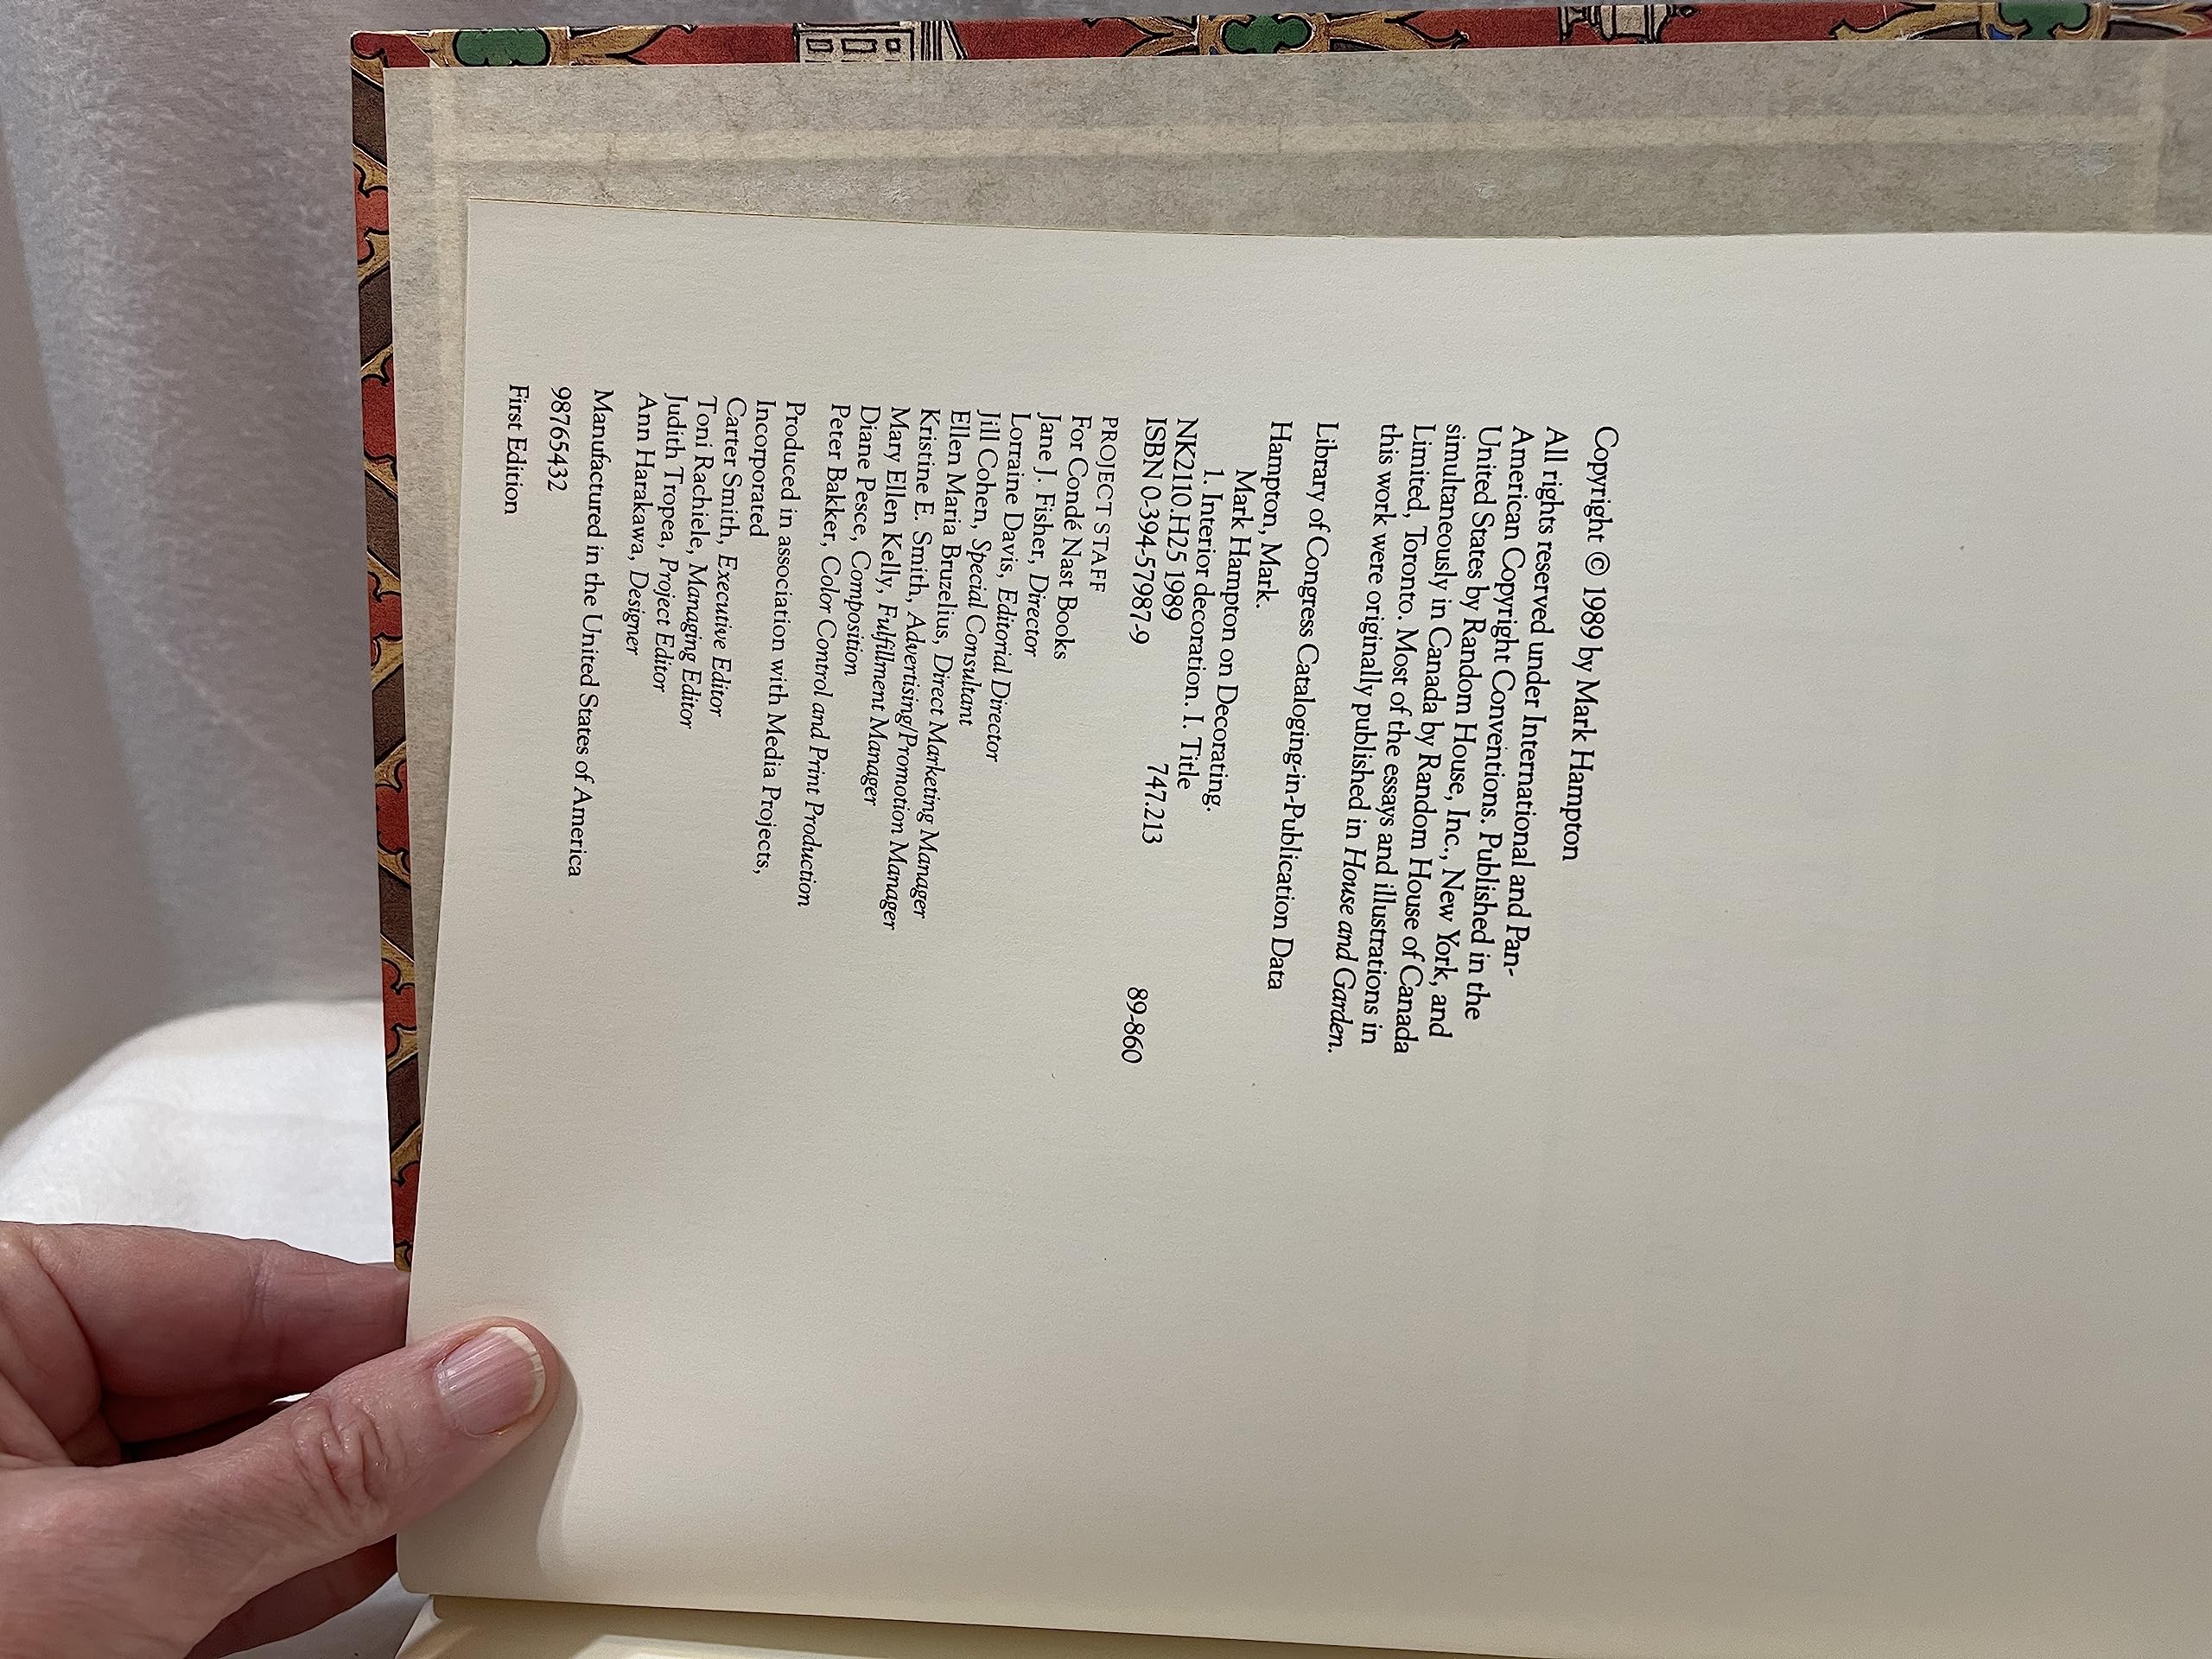 Copyright © 1989 by Mark Hampton
All rights reserved under International and Pan-
American Copyright Conventions. Published in the
United States by Random House, Inc., New York, and
simultaneously in Canada by Random House of Canada
Limited, Toronto. Most of the essays and illustrations in
this work were originally published in House and Garden.
Library of Congress Cataloging-in-Publication Data
Hampton, Mark.
Mark Hampton on Decorating.
1. Interior decoration. I. Title
NK2110.H25 1989 747.213 89-860
ISBN 0-394-57987-9
PROJECT STAFF
For Condé Nast Books
Jane J. Fisher, Director
Lorraine Davis, Editorial Director
Jill Cohen, Special Consultant
Ellen Maria Bruzelius, Direct Marketing Manager
Kristine E. Smith, Advertising/Promotion Manager
Mary Ellen Kelly, Fulfillment Manager
Diane Pesce, Composition
Peter Bakker, Color Control and Print Production
Produced in association with Media Projects,
Incorporated
Carter Smith, Executive Editor
Toni Rachiele, Managing Editor
Judith Tropea, Project Editor
Ann Harakawa, Designer
Manufactured in the United States of America
98765432
First Edition